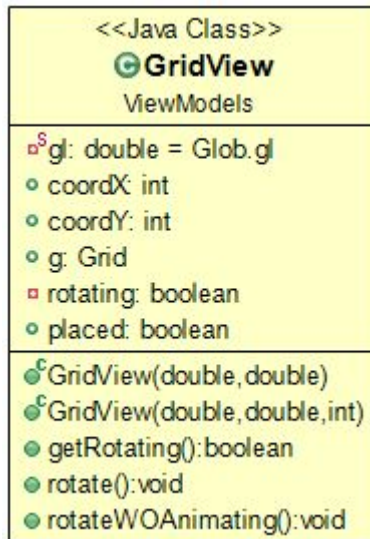 <<Java Class>>
GridView
ViewModels
gl: double = Glob.gl
coordX: int
coordY: int
g: Grid
rotating: boolean
placed: boolean
GridView(double,double)
GridView(double,double,int)
getRotating():boolean
rotate():void
rotateWOAnimating():void